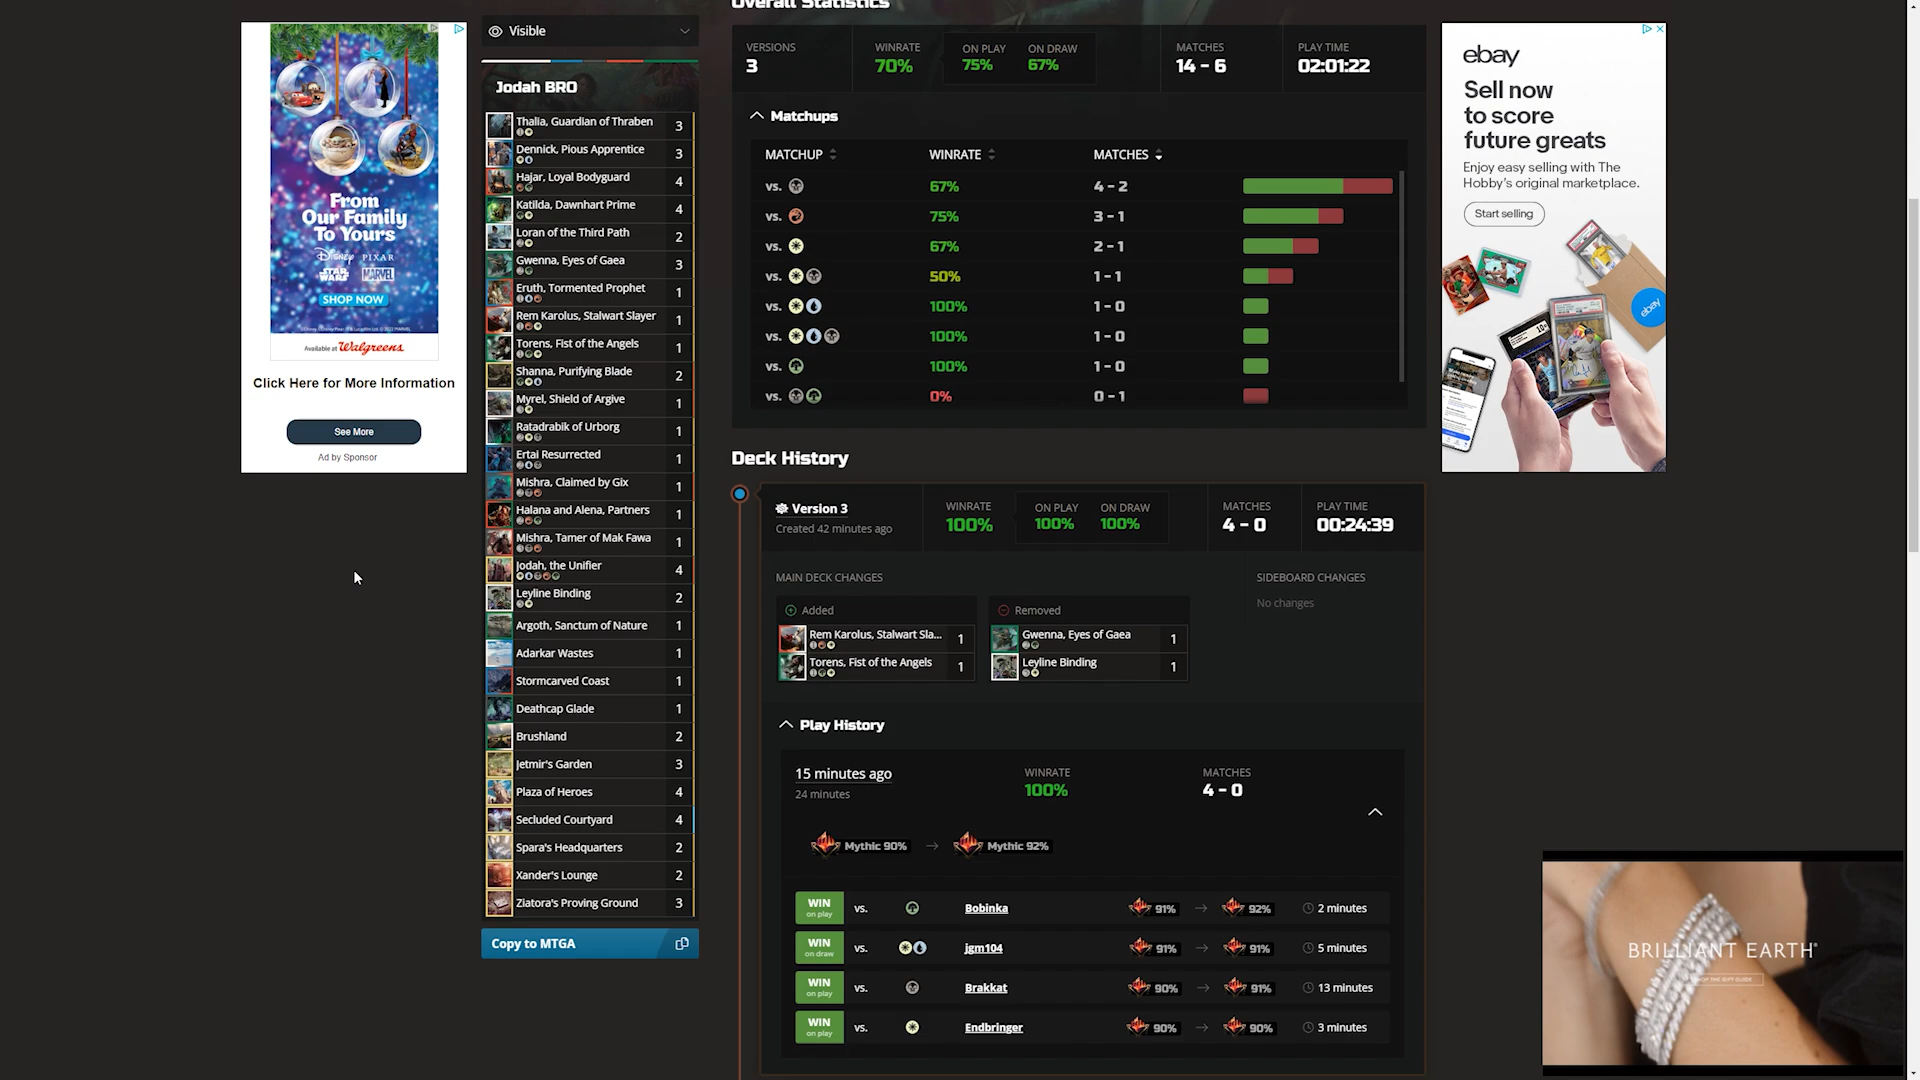 From
Our Family
To Yours
Disney PIXAR
STAR WARS MARVEL
SHOP NOW
Available at Walgreens
Click Here for More Information
See More
Ad by Sponsor
Visible
Jodah BRO
Thalia, Guardian of Thraben 3
Dennick, Pious Apprentice 3
Hajar, Loyal Bodyguard 4
Katilda, Dawnhart Prime 4
Loran of the Third Path 2
Gwenna, Eyes of Gaea 3
Eruth, Tormented Prophet 1
Rem Karolus, Stalwart Slayer 1
Torens, Fist of the Angels 1
Shanna, Purifying Blade 2
Myrel, Shield of Argive 1
Ratadrabik of Urborg 1
Ertai Resurrected 1
Mishra, Claimed by Gix 1
Halana and Alena, Partners 1
Mishra, Tamer of Mak Fawa 1
Jodah, the Unifier 4
Leyline Binding 2
Argoth, Sanctum of Nature 1
Adarkar Wastes 1
Stormcarved Coast 1
Deathcap Glade 1
Brushland 2
Jetmir's Garden 3
Plaza of Heroes 4
Secluded Courtyard 4
Spara's Headquarters 2
Xander's Lounge 2
Ziatora's Proving Ground 3
Copy to MTGA
Overall Statistics
VERSIONS WINRATE ON PLAY ON DRAW MATCHES PLAY TIME
3 70% 75% 67% 14 - 6 02:01:22
Matchups
MATCHUP WINRATE MATCHES
vs. 67% 4 - 2
vs. 75% 3 - 1
vs. 67% 2 - 1
vs. 50% 1 - 1
vs. 100% 1 - 0
vs. 100% 1 - 0
vs. 100% 1 - 0
vs. 0% 0 - 1
Deck History
Version 3
Created 42 minutes ago
WINRATE ON PLAY ON DRAW MATCHES PLAY TIME
100% 100% 100% 4 - 0 00:24:39
MAIN DECK CHANGES SIDEBOARD CHANGES
Added Removed No changes
Rem Karolus, Stalwart Sla... 1 Gwenna, Eyes of Gaea 1
Torens, Fist of the Angels 1 Leyline Binding 1
Play History
15 minutes ago WINRATE MATCHES
24 minutes 100% 4 - 0
Mythic 90% → Mythic 92%
WIN on play vs. Bobinka 91% → 92% 2 minutes
WIN on draw vs. jgm104 91% → 91% 5 minutes
WIN on play vs. Brakkat 90% → 91% 13 minutes
WIN on play vs. Endbringer 90% → 90% 3 minutes
ebay
Sell now
to score
future greats
Enjoy easy selling with The
Hobby's original marketplace.
Start selling
ebay
BRILLIANT EARTH